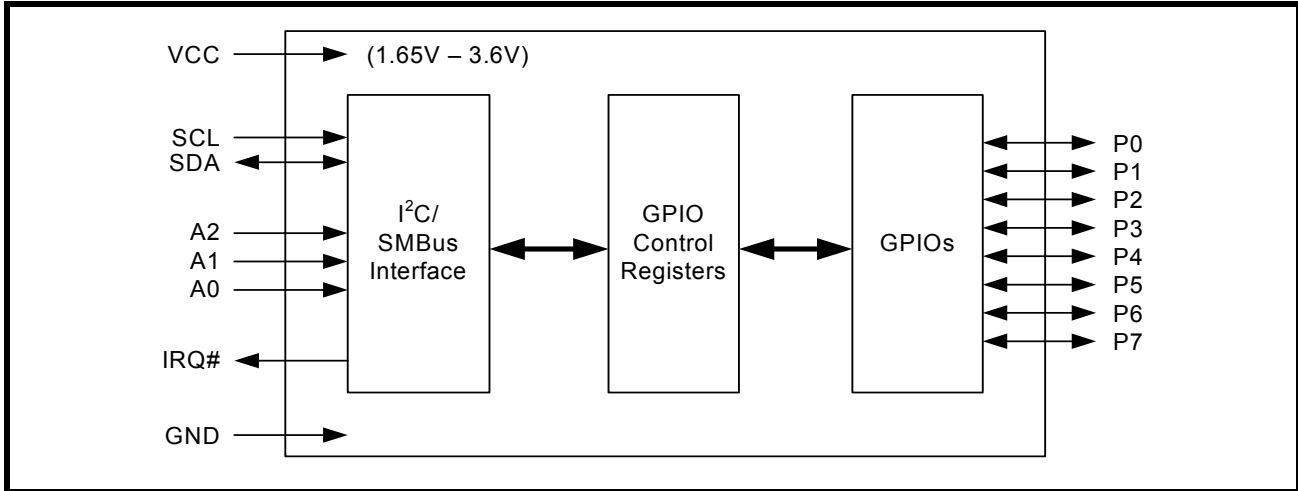 VCC
(1.65V – 3.6V)
SCL
SDA
A2
A1
A0
IRQ#
GND
I²C/
SMBus
Interface
GPIO
Control
Registers
GPIOs
P0
P1
P2
P3
P4
P5
P6
P7